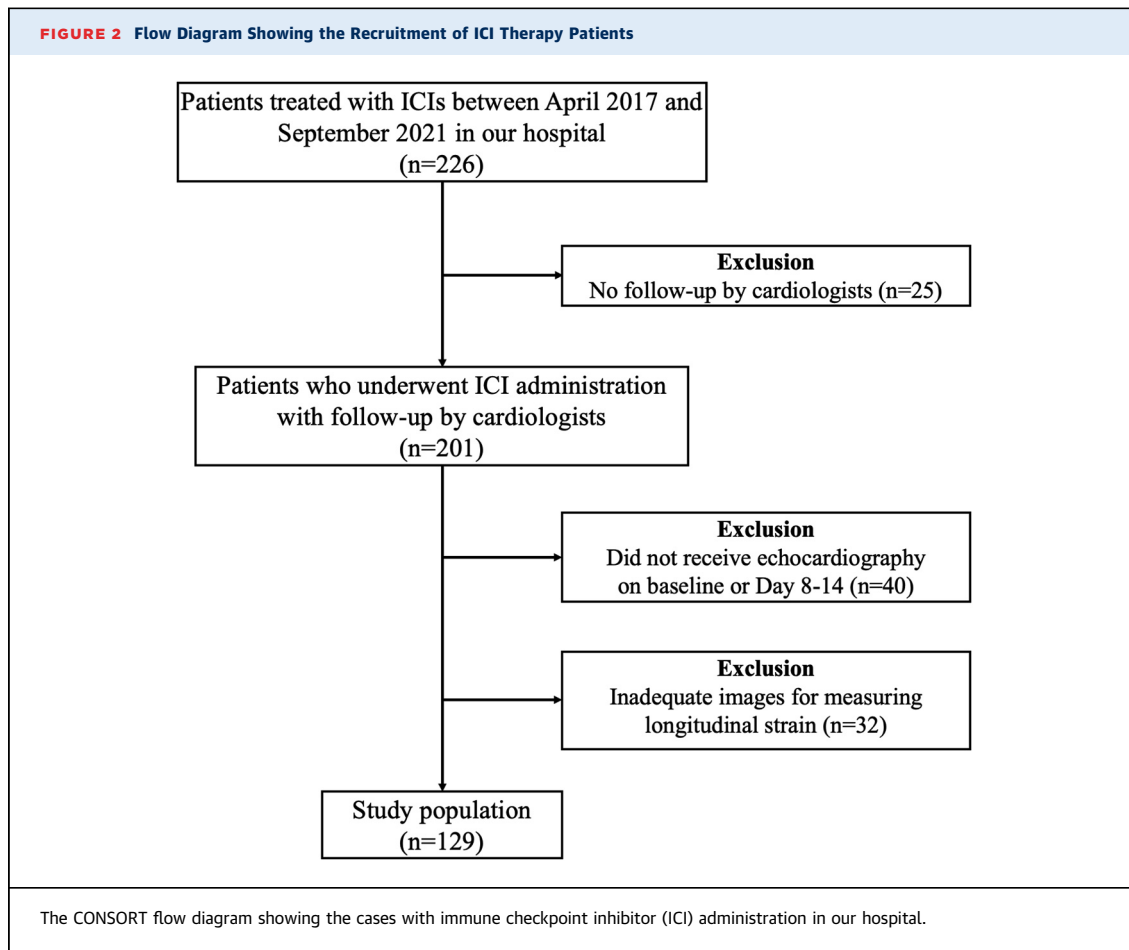 FIGURE 2 Flow Diagram Showing the Recruitment of ICI Therapy Patients
Patients treated with ICIs between April 2017 and
September 2021 in our hospital
(n=226)
Exclusion
No follow-up by cardiologists (n=25)
Patients who underwent ICI administration
with follow-up by cardiologists
(n=201)
Exclusion
Did not receive echocardiography
on baseline or Day 8-14 (n=40)
Exclusion
Inadequate images for measuring
longitudinal strain (n=32)
Study population
(n=129)
The CONSORT flow diagram showing the cases with immune checkpoint inhibitor (ICI) administration in our hospital.